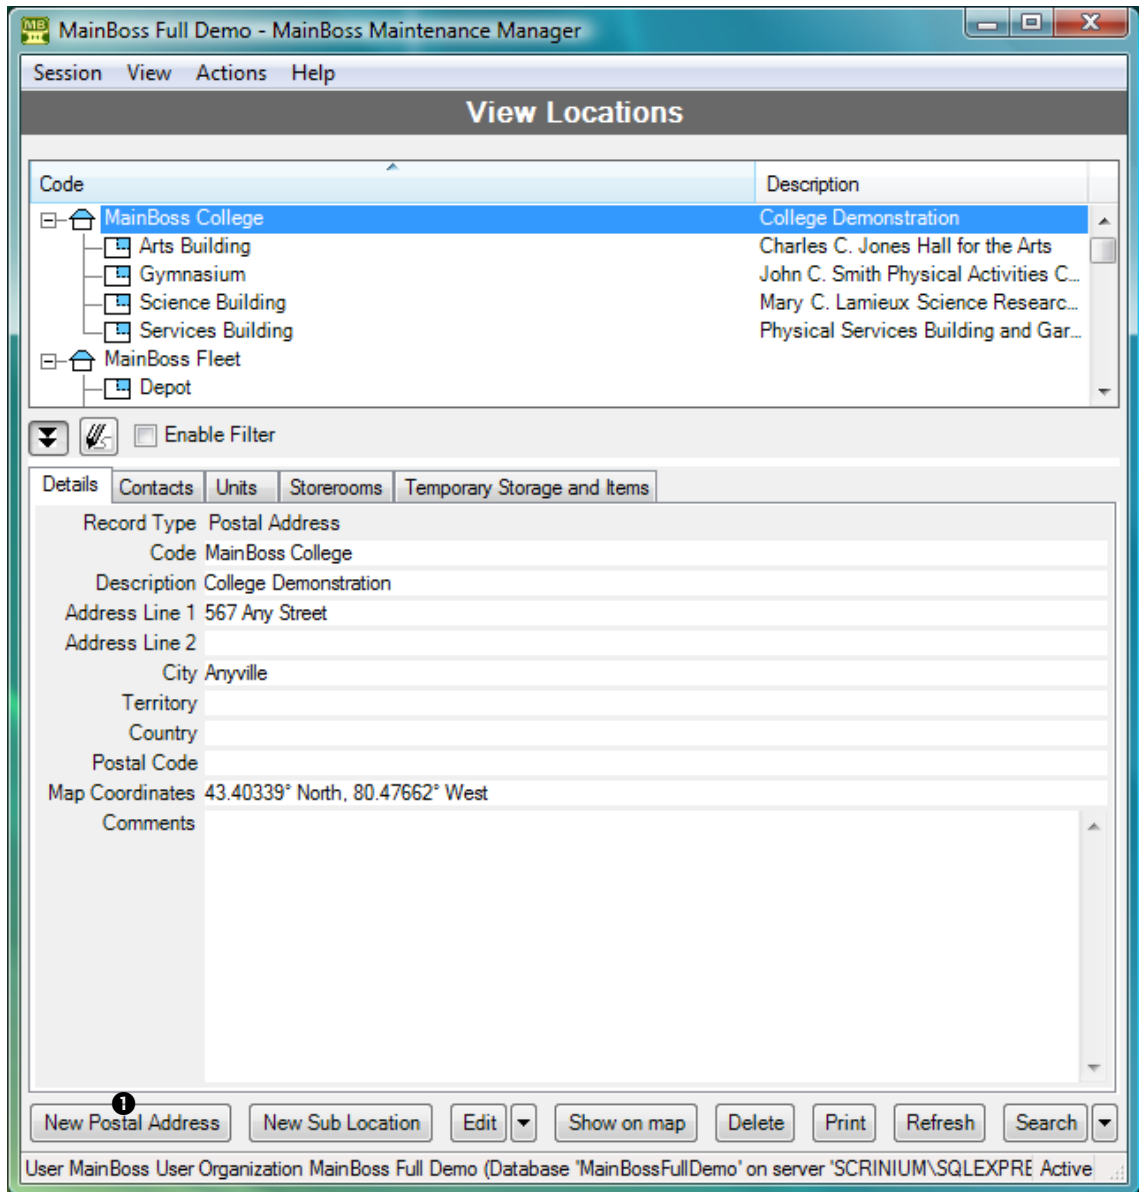 MB
MainBoss Full Demo - MainBoss Maintenance Manager
Session View Actions Help
View Locations
Code Description
MainBoss College College Demonstration
Arts Building Charles C. Jones Hall for the Arts
Gymnasium John C. Smith Physical Activities C...
Science Building Mary C. Lamieux Science Researc...
Services Building Physical Services Building and Gar...
MainBoss Fleet
Depot
Enable Filter
Details Contacts Units Storerooms Temporary Storage and Items
Record Type Postal Address
Code MainBoss College
Description College Demonstration
Address Line 1 567 Any Street
Address Line 2
City Anyville
Territory
Country
Postal Code
Map Coordinates 43.40339° North, 80.47662° West
Comments
1
New Postal Address New Sub Location Edit Show on map Delete Print Refresh Search
User MainBoss User Organization MainBoss Full Demo (Database 'MainBossFullDemo' on server 'SCRINIUM\SQLEXPRE Active